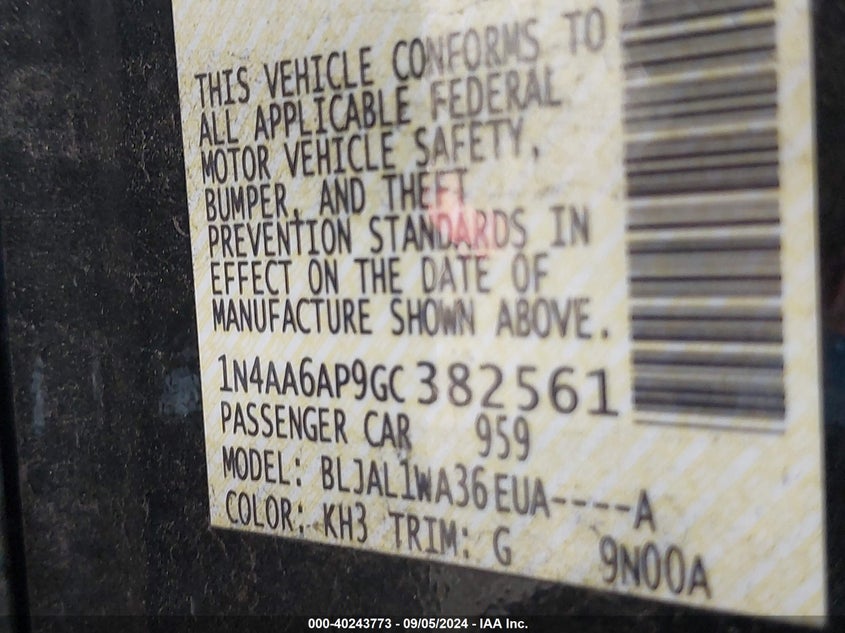 THIS VEHICLE CONFORMS TO
ALL APPLICABLE FEDERAL
MOTOR VEHICLE SAFETY,
BUMPER, AND THEFT
PREVENTION STANDARDS IN
EFFECT ON THE DATE OF
MANUFACTURE SHOWN ABOVE.
1N4AA6AP9GC382561
PASSENGER CAR 959
MODEL: BLJAL1WA36EUA----A
COLOR: KH3 TRIM: G 9N00A
000-40243773 - 09/05/2024 - IAA Inc.